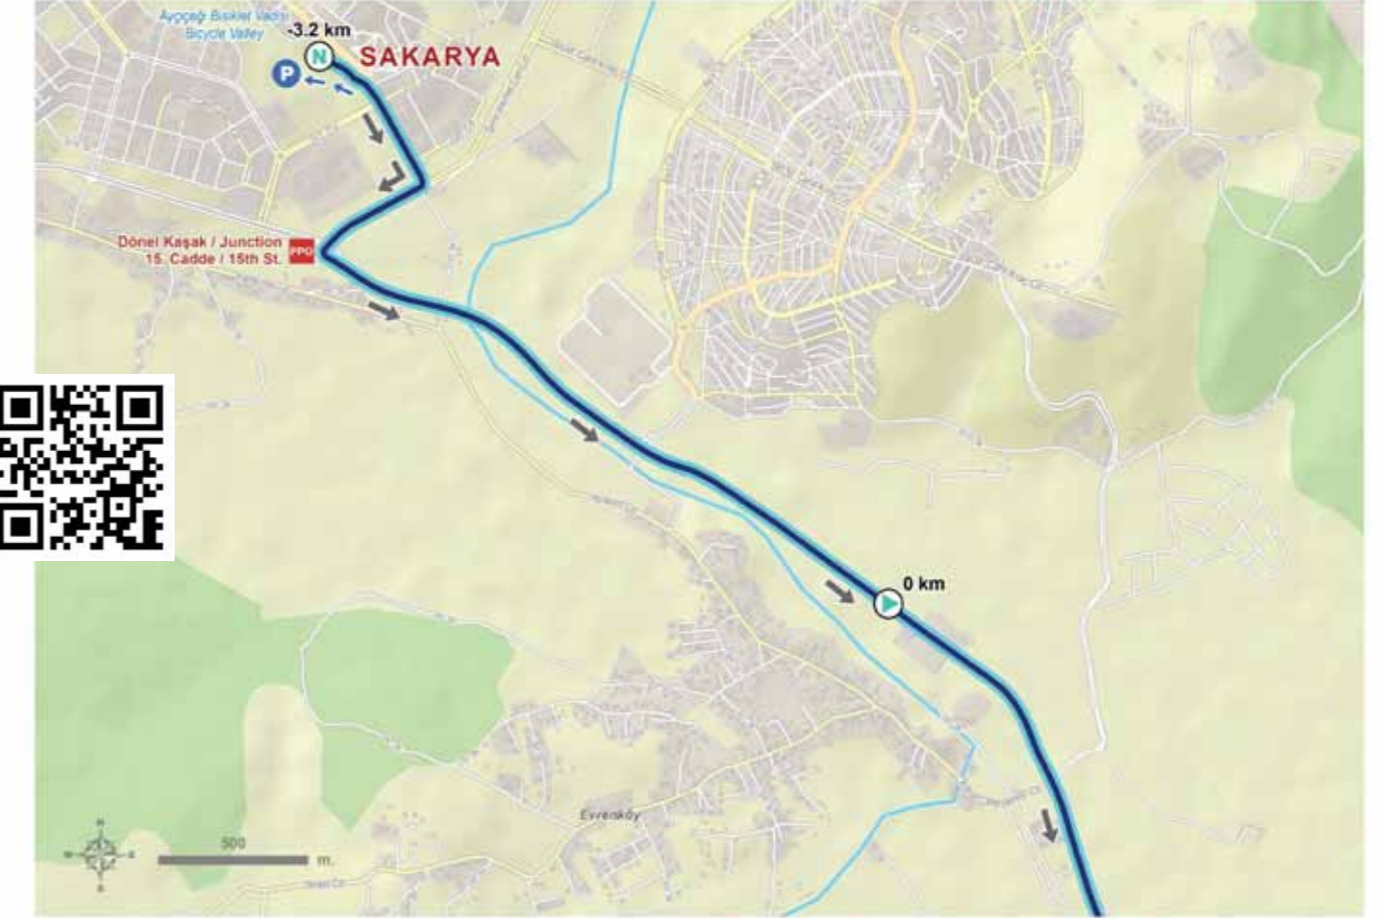 Ayçiçeği Bisiklet Vadisi
Bicycle Valley
-3.2 km
N
SAKARYA
P
Dönel Kaşak / Junction
15. Cadde / 15th St.
PPO
0 km
Evrenköy
N
500
m.